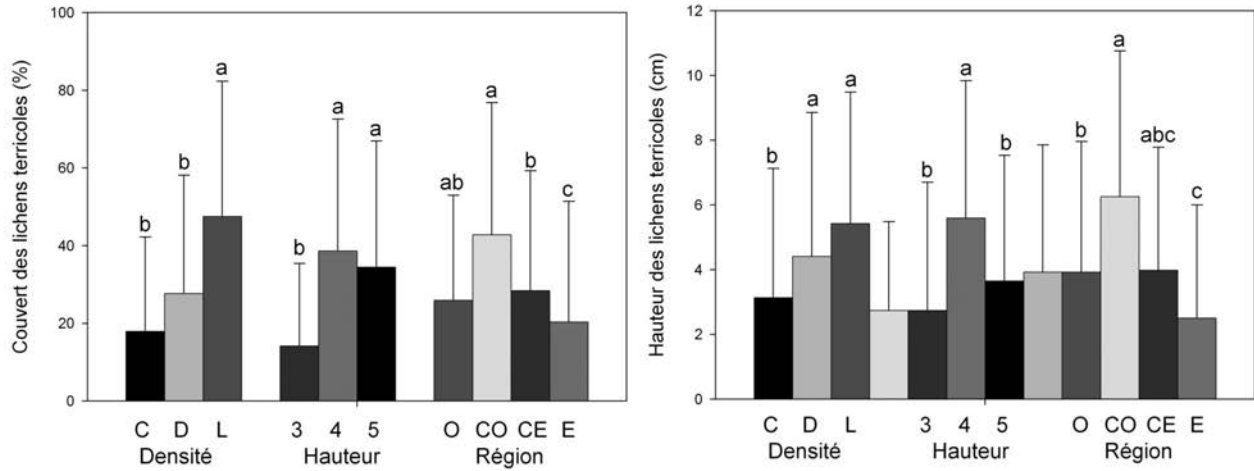 Couvert des lichens terricoles (%)
100
80
60
40
20
0
b
b
a
b
a
a
ab
a
b
c
C D L
3 4 5
O CO CE E
Densité
Hauteur
Région
Hauteur des lichens terricoles (cm)
12
10
8
6
4
2
0
b
a
a
b
a
b
b
a
abc
c
C D L
3 4 5
O CO CE E
Densité
Hauteur
Région